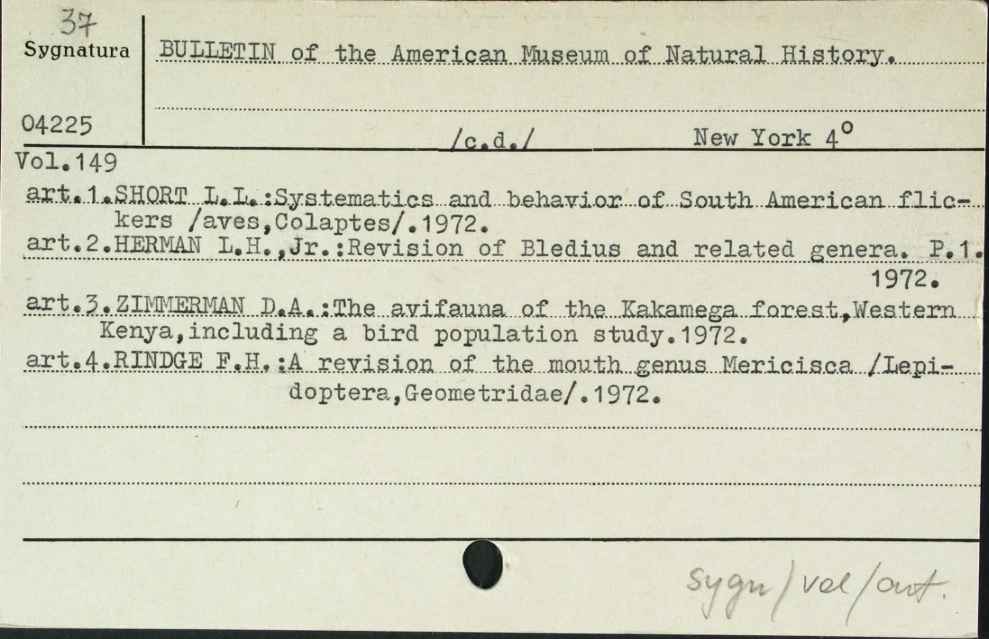 37
Sygnatura
BULLETIN of the American Museum of Natural History.
04225
/c.d./ New York 4º
Vol.149
art.1.SHORT L.L.:Systematics and behavior of South American flic-
kers /aves,Colaptes/.1972.
art.2.HERMAN L.H.,Jr.:Revision of Bledius and related genera. P.1.
1972.
art.3.ZIMMERMAN D.A.:The avifauna of the Kakamega forest,Western
Kenya,including a bird population study.1972.
art.4.RINDGE F.H.:A revision of the mouth genus Mericisca /Lepi-
doptera,Geometridae/.1972.
sygn/vol/art.